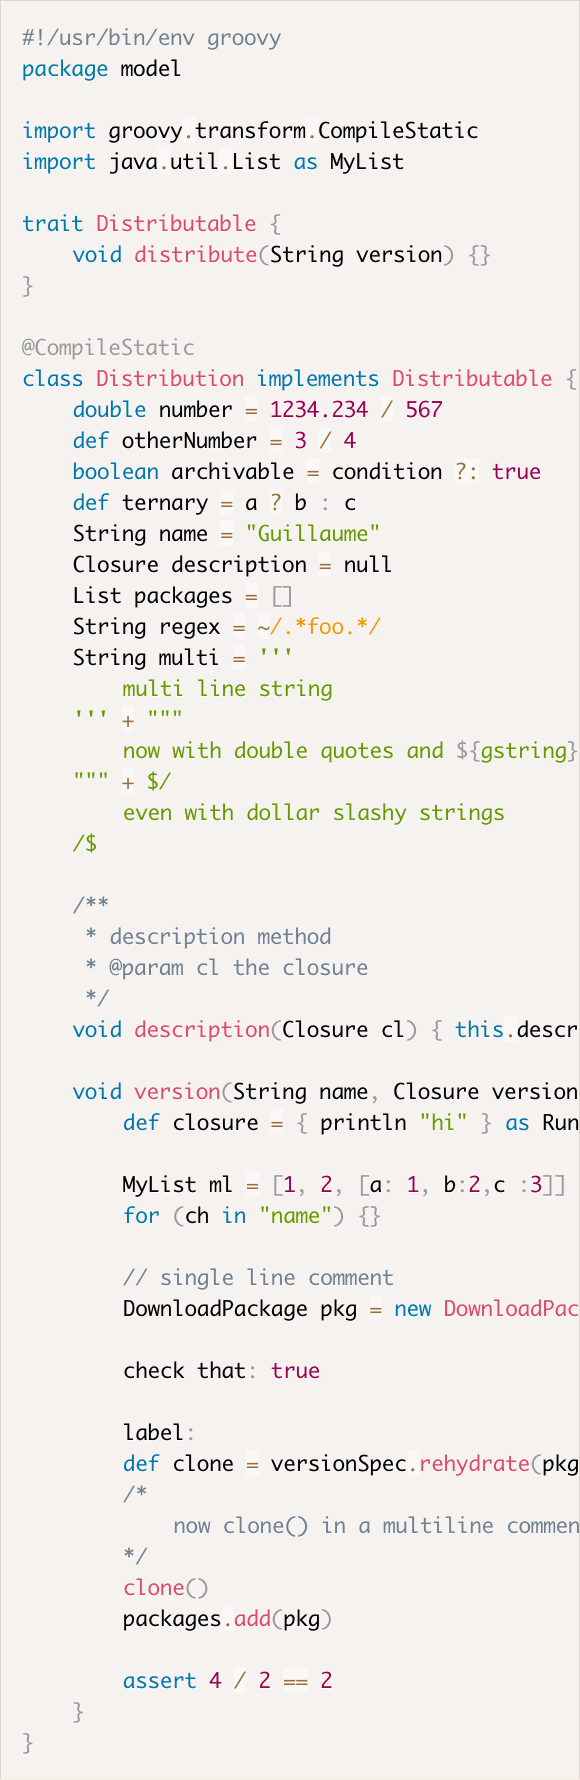 #!/usr/bin/env groovy
package model

import groovy.transform.CompileStatic
import java.util.List as MyList

trait Distributable {
    void distribute(String version) {}
}

@CompileStatic
class Distribution implements Distributable {
    double number = 1234.234 / 567
    def otherNumber = 3 / 4
    boolean archivable = condition ?: true
    def ternary = a ? b : c
    String name = "Guillaume"
    Closure description = null
    List packages = []
    String regex = ~/.*foo.*/
    String multi = '''
        multi line string
    ''' + """
        now with double quotes and ${gstring}
    """ + $/
        even with dollar slashy strings
    /$

    /**
     * description method
     * @param cl the closure
     */
    void description(Closure cl) { this.descr

    void version(String name, Closure version
        def closure = { println "hi" } as Run

        MyList ml = [1, 2, [a: 1, b:2,c :3]]
        for (ch in "name") {}

        // single line comment
        DownloadPackage pkg = new DownloadPac

        check that: true

        label:
        def clone = versionSpec.rehydrate(pkg
        /*
            now clone() in a multiline commen
        */
        clone()
        packages.add(pkg)

        assert 4 / 2 == 2
    }
}